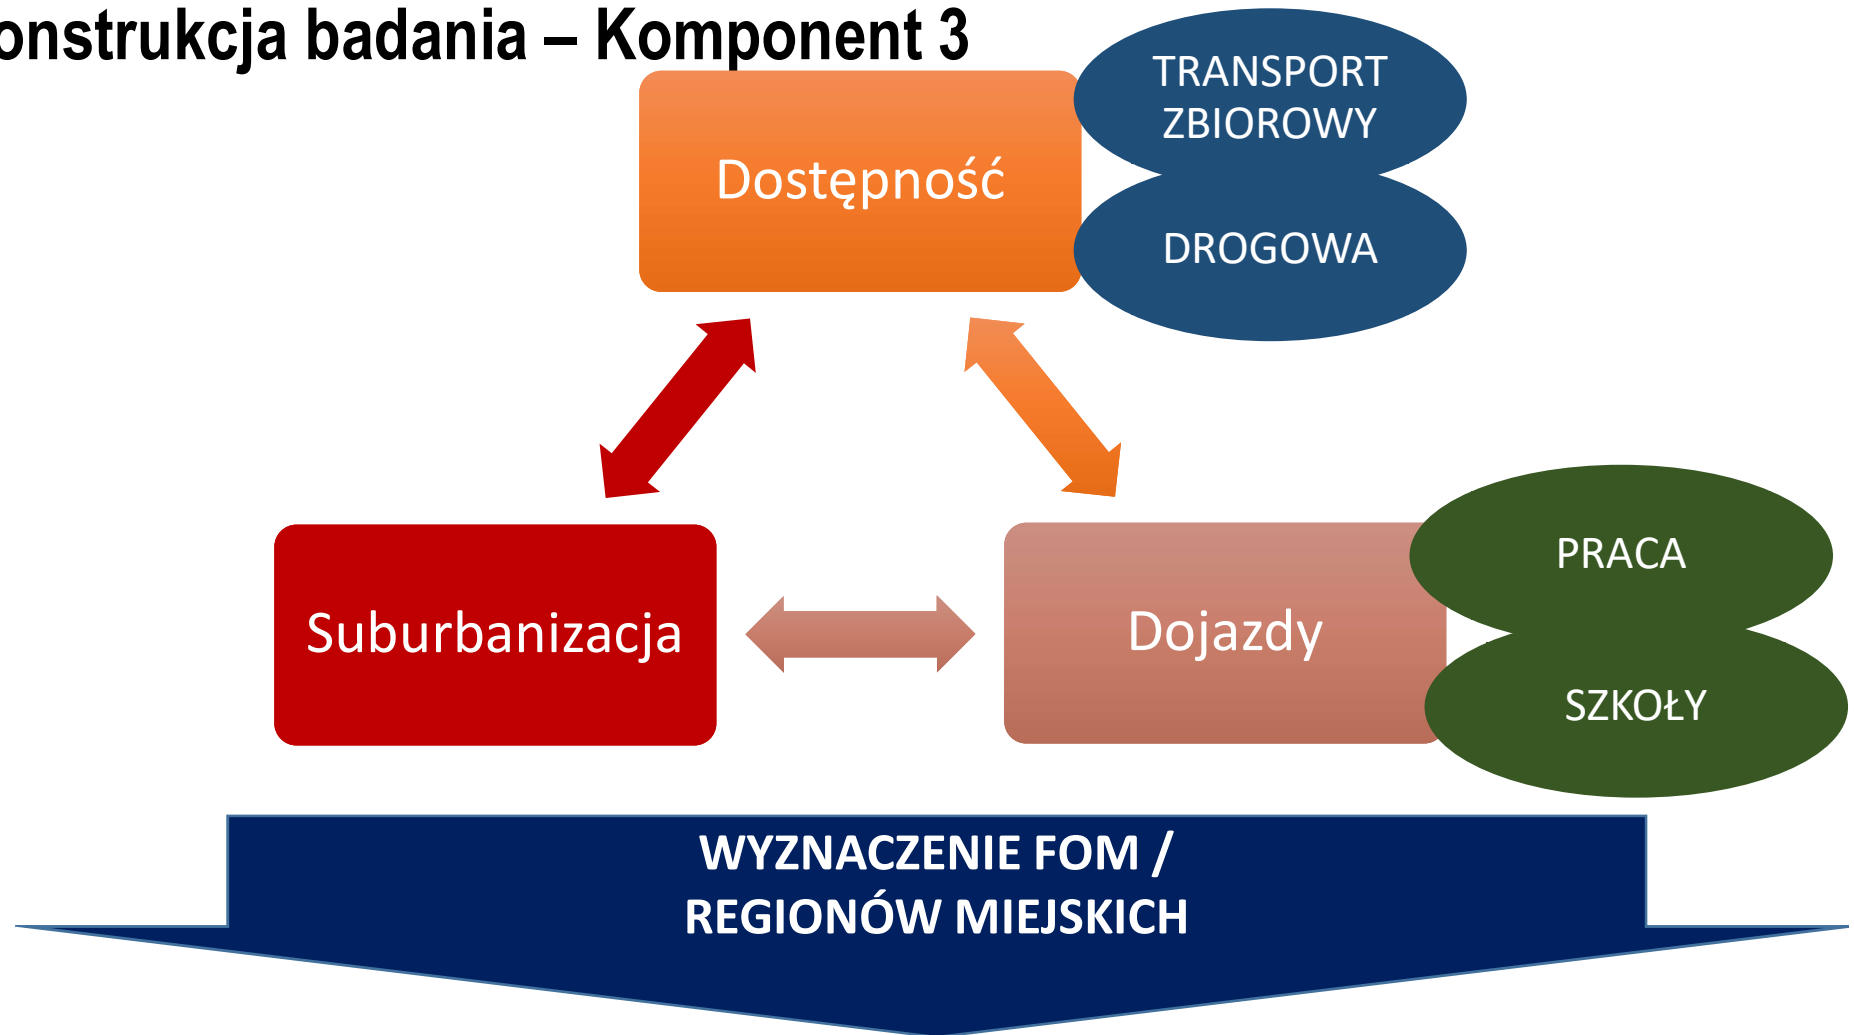 onstrukcja badania – Komponent 3
TRANSPORT
ZBIOROWY
Dostępność
DROGOWA
PRACA
Suburbanizacja
Dojazdy
SZKOŁY
WYZNACZENIE FOM /
REGIONÓW MIEJSKICH